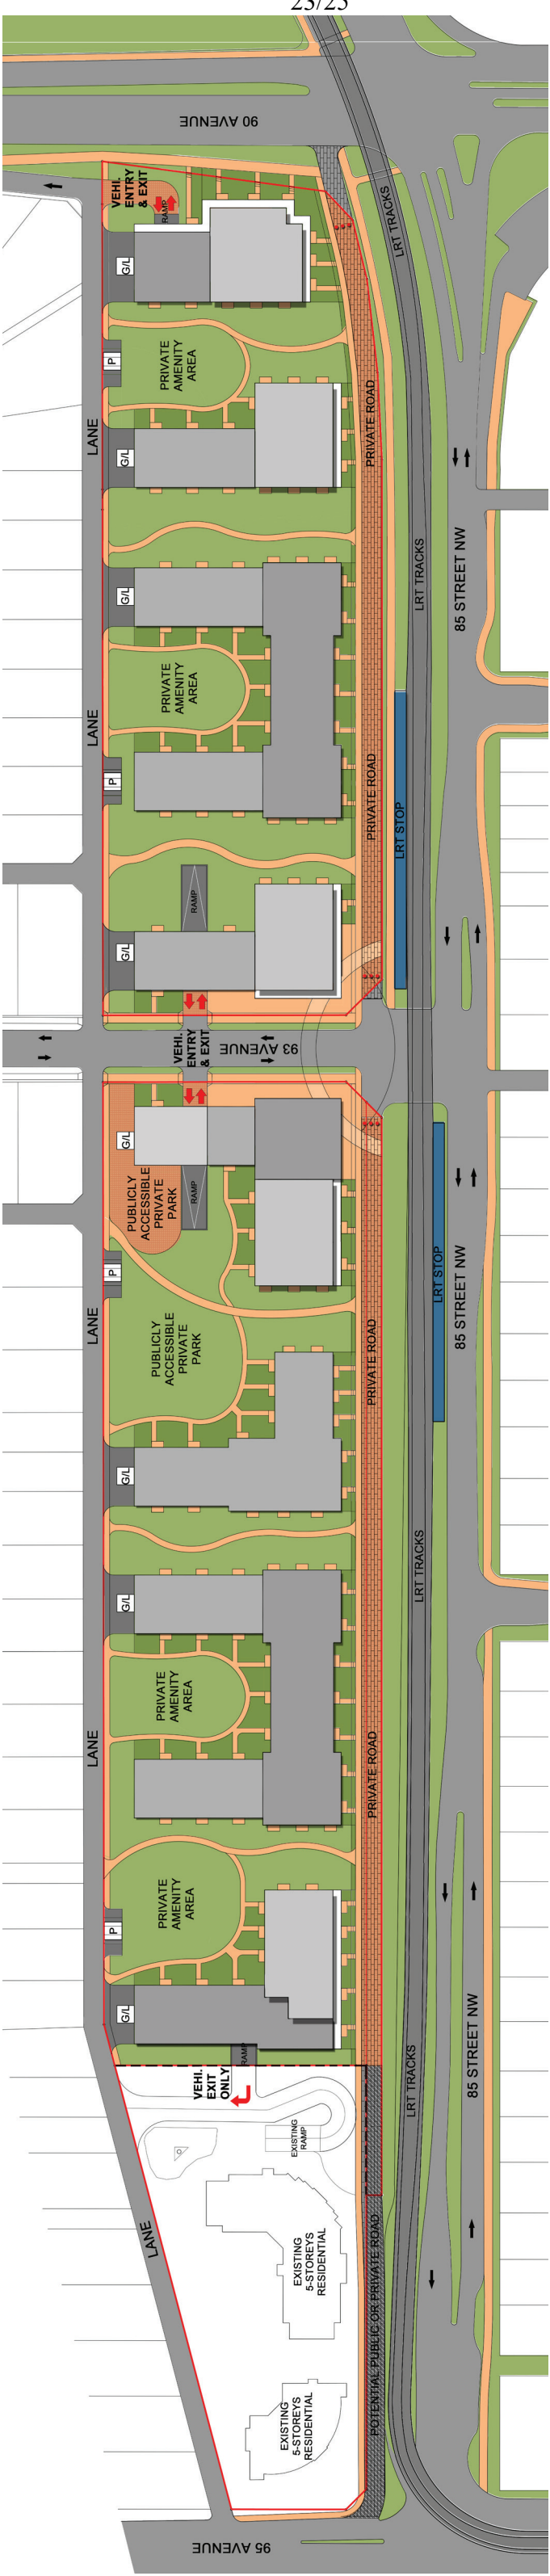 23/25
90 AVENUE
VEHI.
ENTRY
& EXIT
RAMP
G/L
LRT TRACKS
PRIVATE
AMENITY
AREA
P
LANE
G/L
PRIVATE ROAD
85 STREET NW
LRT TRACKS
G/L
PRIVATE
AMENITY
AREA
LANE
P
PRIVATE ROAD
LRT STOP
RAMP
G/L
VEHI.
ENTRY
& EXIT
93 AVENUE
G/L
PUBLICLY
ACCESSIBLE
PRIVATE
PARK
RAMP
P
LANE
PUBLICLY
ACCESSIBLE
PRIVATE
PARK
PRIVATE ROAD
LRT STOP
85 STREET NW
G/L
LRT TRACKS
G/L
PRIVATE
AMENITY
AREA
LANE
PRIVATE ROAD
PRIVATE
AMENITY
AREA
P
G/L
RAMP
VEHI.
EXIT
ONLY
LRT TRACKS
85 STREET NW
EXISTING
RAMP
LANE
EXISTING
5-STOREYS
RESIDENTIAL
POTENTIAL PUBLIC OR PRIVATE ROAD
EXISTING
5-STOREYS
RESIDENTIAL
95 AVENUE